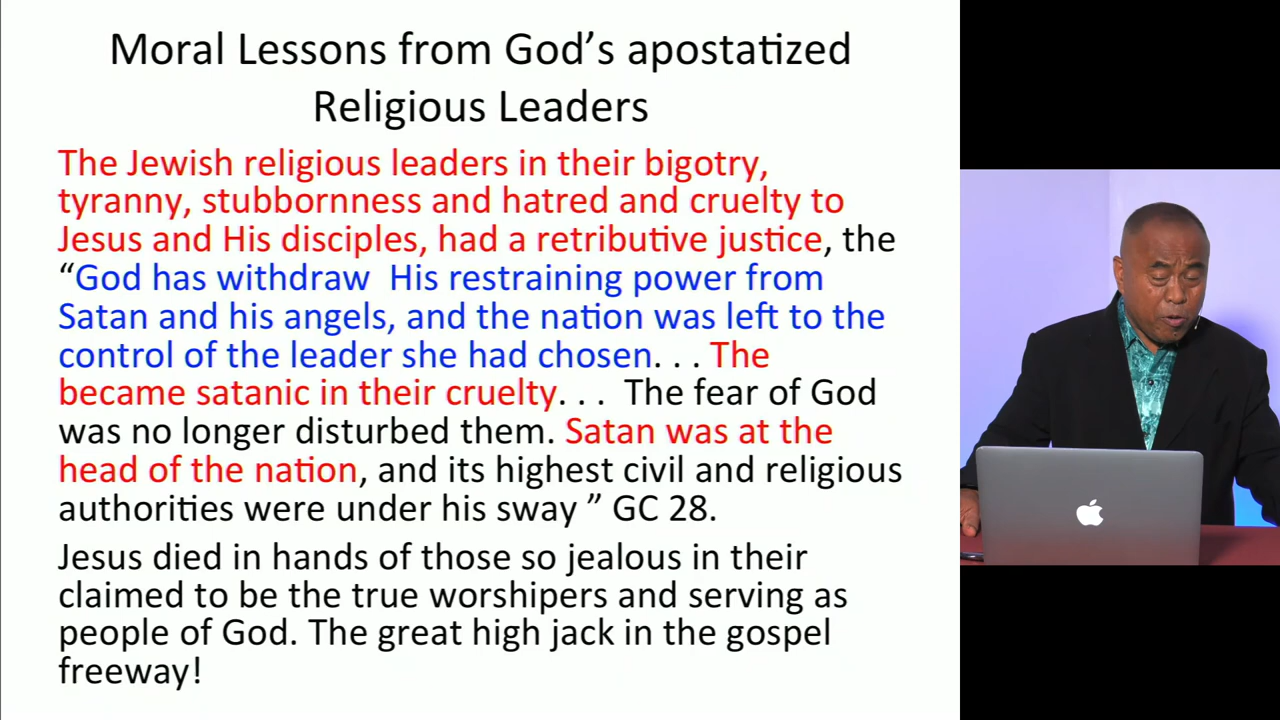 Moral Lessons from God's apostatized
Religious Leaders
The Jewish religious leaders in their bigotry,
tyranny, stubbornness and hatred and cruelty to
Jesus and His disciples, had a retributive justice, the
“God has withdraw  His restraining power from
Satan and his angels, and the nation was left to the
control of the leader she had chosen. . . The
became satanic in their cruelty. . .  The fear of God
was no longer disturbed them. Satan was at the
head of the nation, and its highest civil and religious
authorities were under his sway ” GC 28.
Jesus died in hands of those so jealous in their
claimed to be the true worshipers and serving as
people of God. The great high jack in the gospel
freeway!